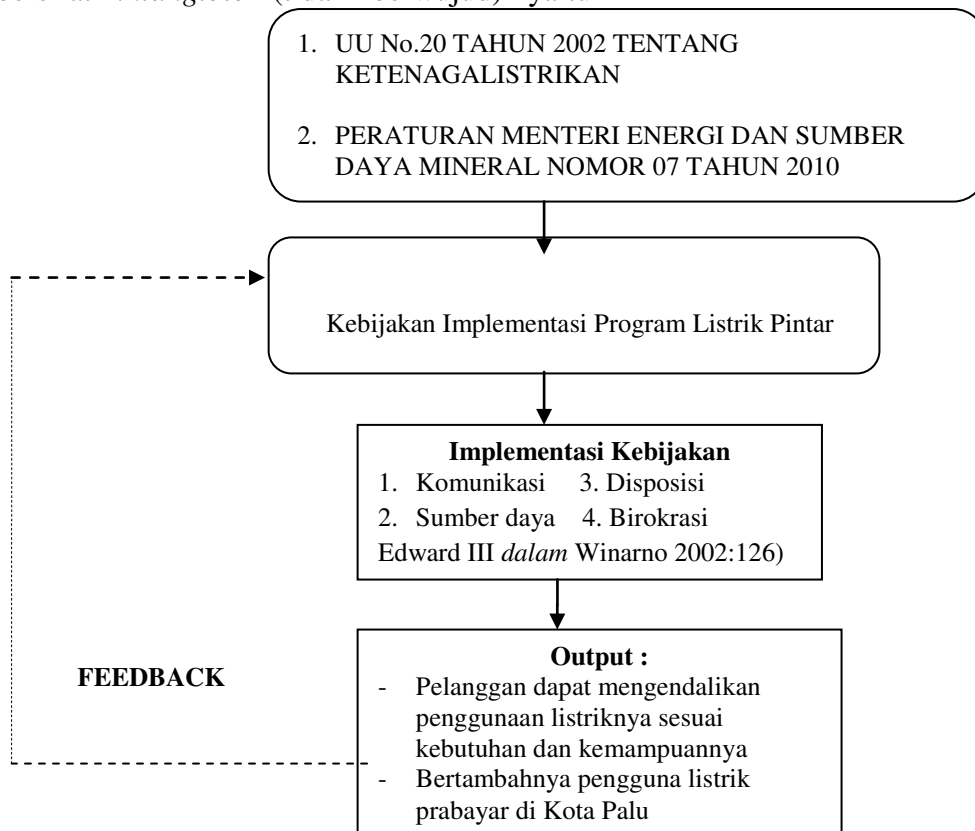 1. UU No.20 TAHUN 2002 TENTANG
KETENAGALISTRIKAN
2. PERATURAN MENTERI ENERGI DAN SUMBER
DAYA MINERAL NOMOR 07 TAHUN 2010
Kebijakan Implementasi Program Listrik Pintar
Implementasi Kebijakan
1. Komunikasi 3. Disposisi
2. Sumber daya 4. Birokrasi
Edward III dalam Winarno 2002:126)
Output :
FEEDBACK
- Pelanggan dapat mengendalikan
penggunaan listriknya sesuai
kebutuhan dan kemampuannya
- Bertambahnya pengguna listrik
prabayar di Kota Palu